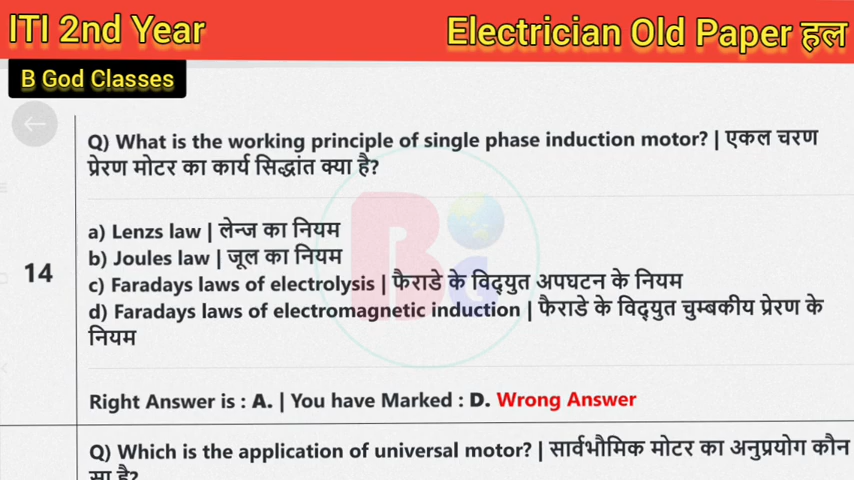 ITI 2nd Year
Electrician Old Paper हल
B God Classes
Q) What is the working principle of single phase induction motor? | एकल चरण
प्रेरण मोटर का कार्य सिद्धांत क्या है?
a) Lenzs law | लेन्ज का नियम
b) Joules law | जूल का नियम
14
c) Faradays laws of electrolysis | फैराडे के विद्युत अपघटन के नियम
d) Faradays laws of electromagnetic induction | फैराडे के विद्युत चुम्बकीय प्रेरण के
नियम
Right Answer is : A. | You have Marked : D. Wrong Answer
Q) Which is the application of universal motor? | सार्वभौमिक मोटर का अनुप्रयोग कौन
सा है?
B
G